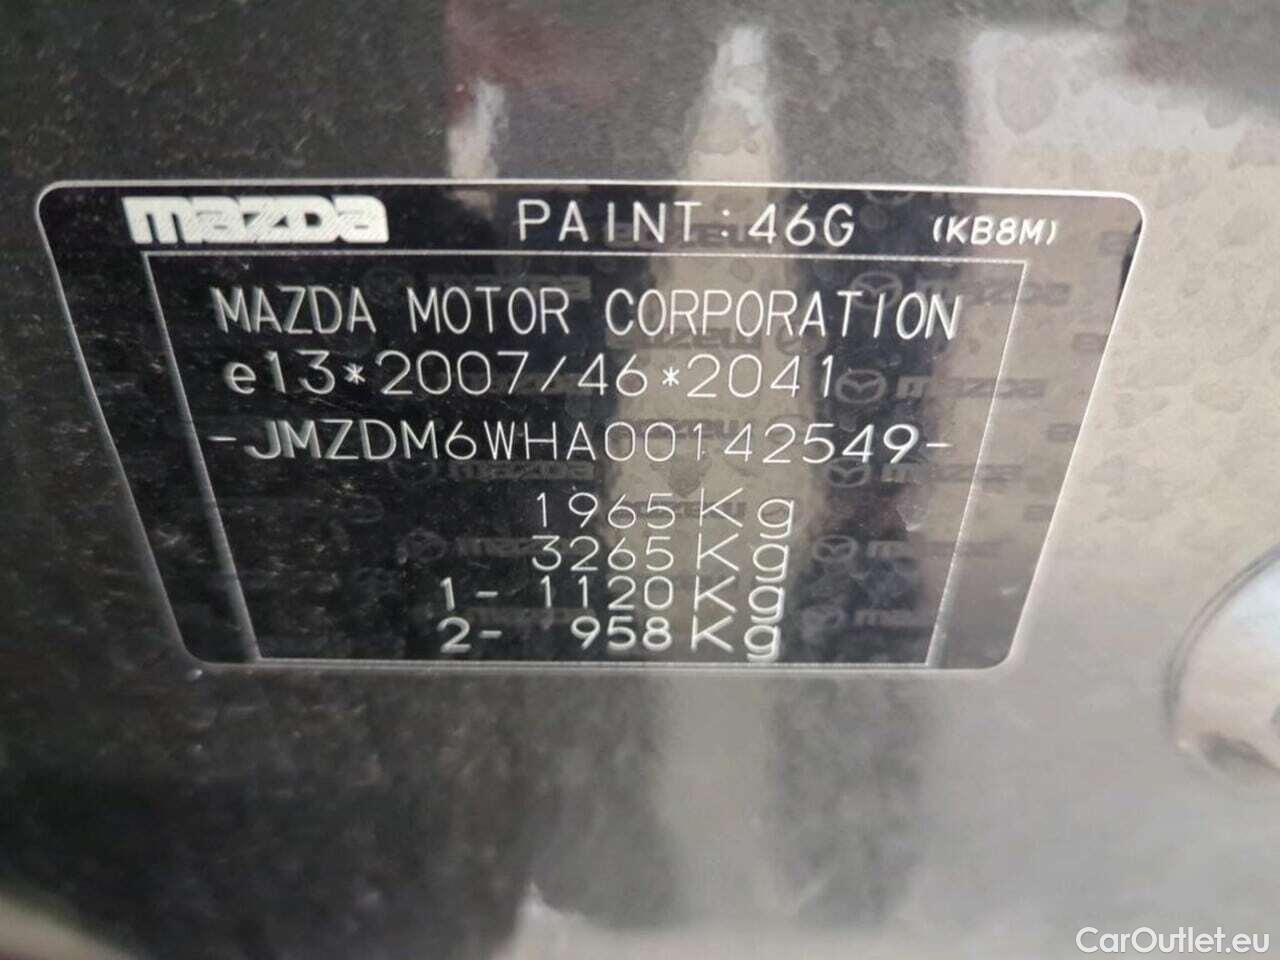 mazda PAINT:46G (KB8M)
MAZDA MOTOR CORPORATION
e13*2007/46*2041
-JMZDM6WHA00142549-
1965Kg
3265Kg
1- 1120Kg
2- 958Kg
CarOutlet.eu